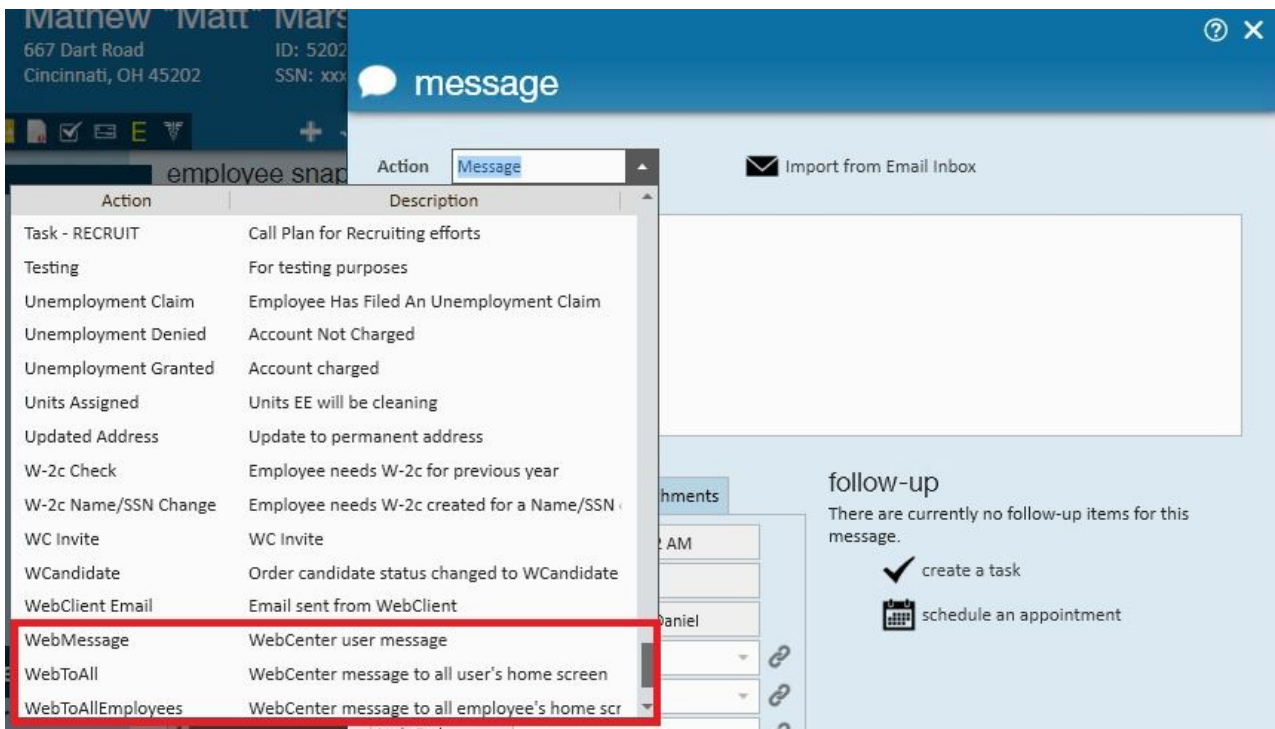 Mathew "Matt" Mars
667 Dart Road ID: 5202
Cincinnati, OH 45202 SSN: xxx
message
E
employee snap
Action Message
Import from Email Inbox
Action Description
Task - RECRUIT Call Plan for Recruiting efforts
Testing For testing purposes
Unemployment Claim Employee Has Filed An Unemployment Claim
Unemployment Denied Account Not Charged
Unemployment Granted Account charged
Units Assigned Units EE will be cleaning
Updated Address Update to permanent address
W-2c Check Employee needs W-2c for previous year
W-2c Name/SSN Change Employee needs W-2c created for a Name/SSN
WC Invite WC Invite
WCandidate Order candidate status changed to WCandidate
WebClient Email Email sent from WebClient
WebMessage WebCenter user message
WebToAll WebCenter message to all user's home screen
WebToAllEmployees WebCenter message to all employee's home scr
hments
2 AM
Daniel
follow-up
There are currently no follow-up items for this
message.
create a task
schedule an appointment